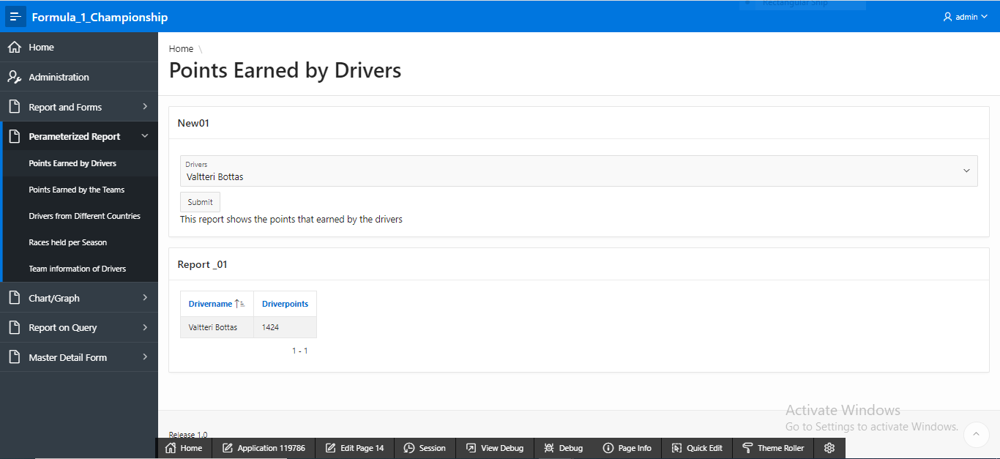 Rectangular Snip
Formula_1_Championship
admin
Home
Administration
Report and Forms
Perameterized Report
Points Earned by Drivers
Points Earned by the Teams
Drivers from Different Countries
Races held per Season
Team information of Drivers
Chart/Graph
Report on Query
Master Detail Form
Home \
Points Earned by Drivers
New01
Drivers
Valtteri Bottas
Submit
This report shows the points that earned by the drivers
Report _01
Drivername Driverpoints
Valtteri Bottas 1424
1 - 1
Activate Windows
Go to Settings to activate Windows.
Release 1.0
Home Application 119786 Edit Page 14 Session View Debug Debug Page Info Quick Edit Theme Roller